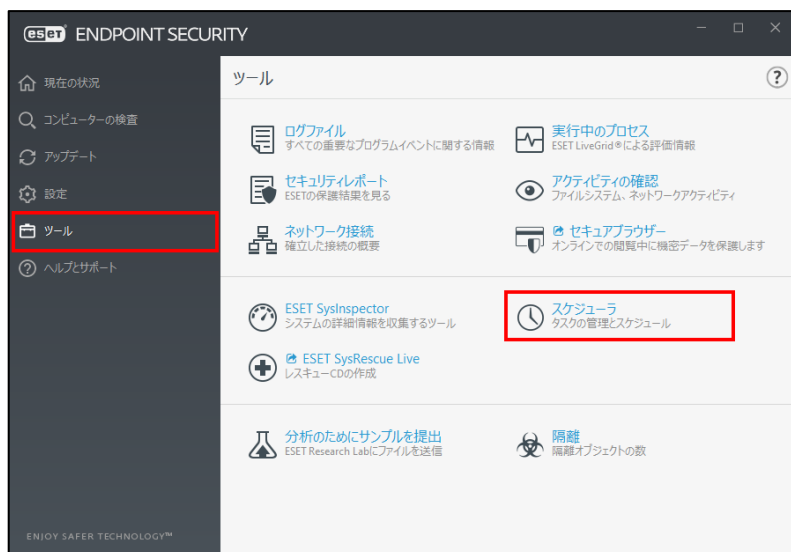 eset ENDPOINT SECURITY
現在の状況
コンピューターの検査
アップデート
設定
ツール
ヘルプとサポート
ENJOY SAFER TECHNOLOGY™
ツール
?
ログファイル
すべての重要なプログラムイベントに関する情報
実行中のプロセス
ESET LiveGrid®による評価情報
セキュリティレポート
ESETの保護結果を見る
アクティビティの確認
ファイルシステム、ネットワークアクティビティ
ネットワーク接続
確立した接続の概要
セキュアブラウザー
オンラインでの閲覧中に機密データを保護します
ESET SysInspector
システムの詳細情報を収集するツール
スケジューラ
タスクの管理とスケジュール
ESET SysRescue Live
レスキューCDの作成
分析のためにサンプルを提出
ESET Research Labにファイルを送信
隔離
隔離オブジェクトの数